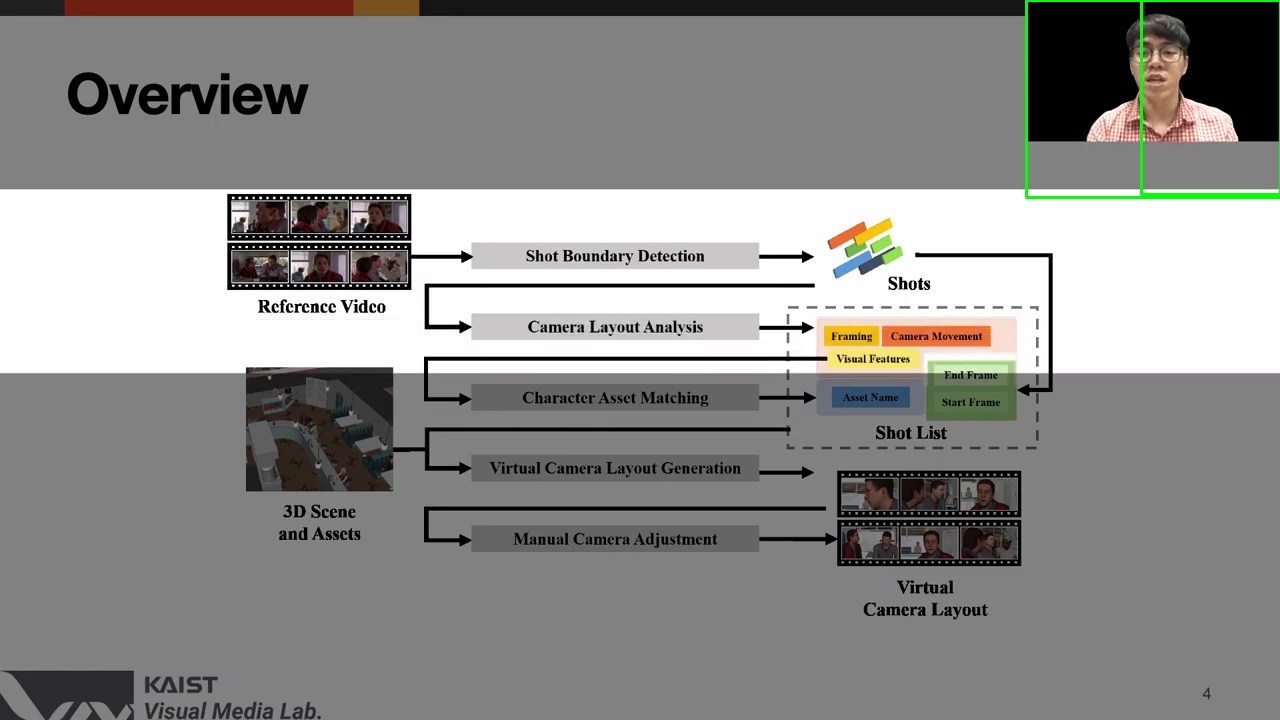 Overview
Shot Boundary Detection
Shots
Reference Video
Camera Layout Analysis
Framing
Camera Movement
Visual Features
End Frame
Character Asset Matching
Asset Name
Start Frame
Shot List
Virtual Camera Layout Generation
3D Scene
and Assets
Manual Camera Adjustment
Virtual
Camera Layout
KAIST
Visual Media Lab.
4